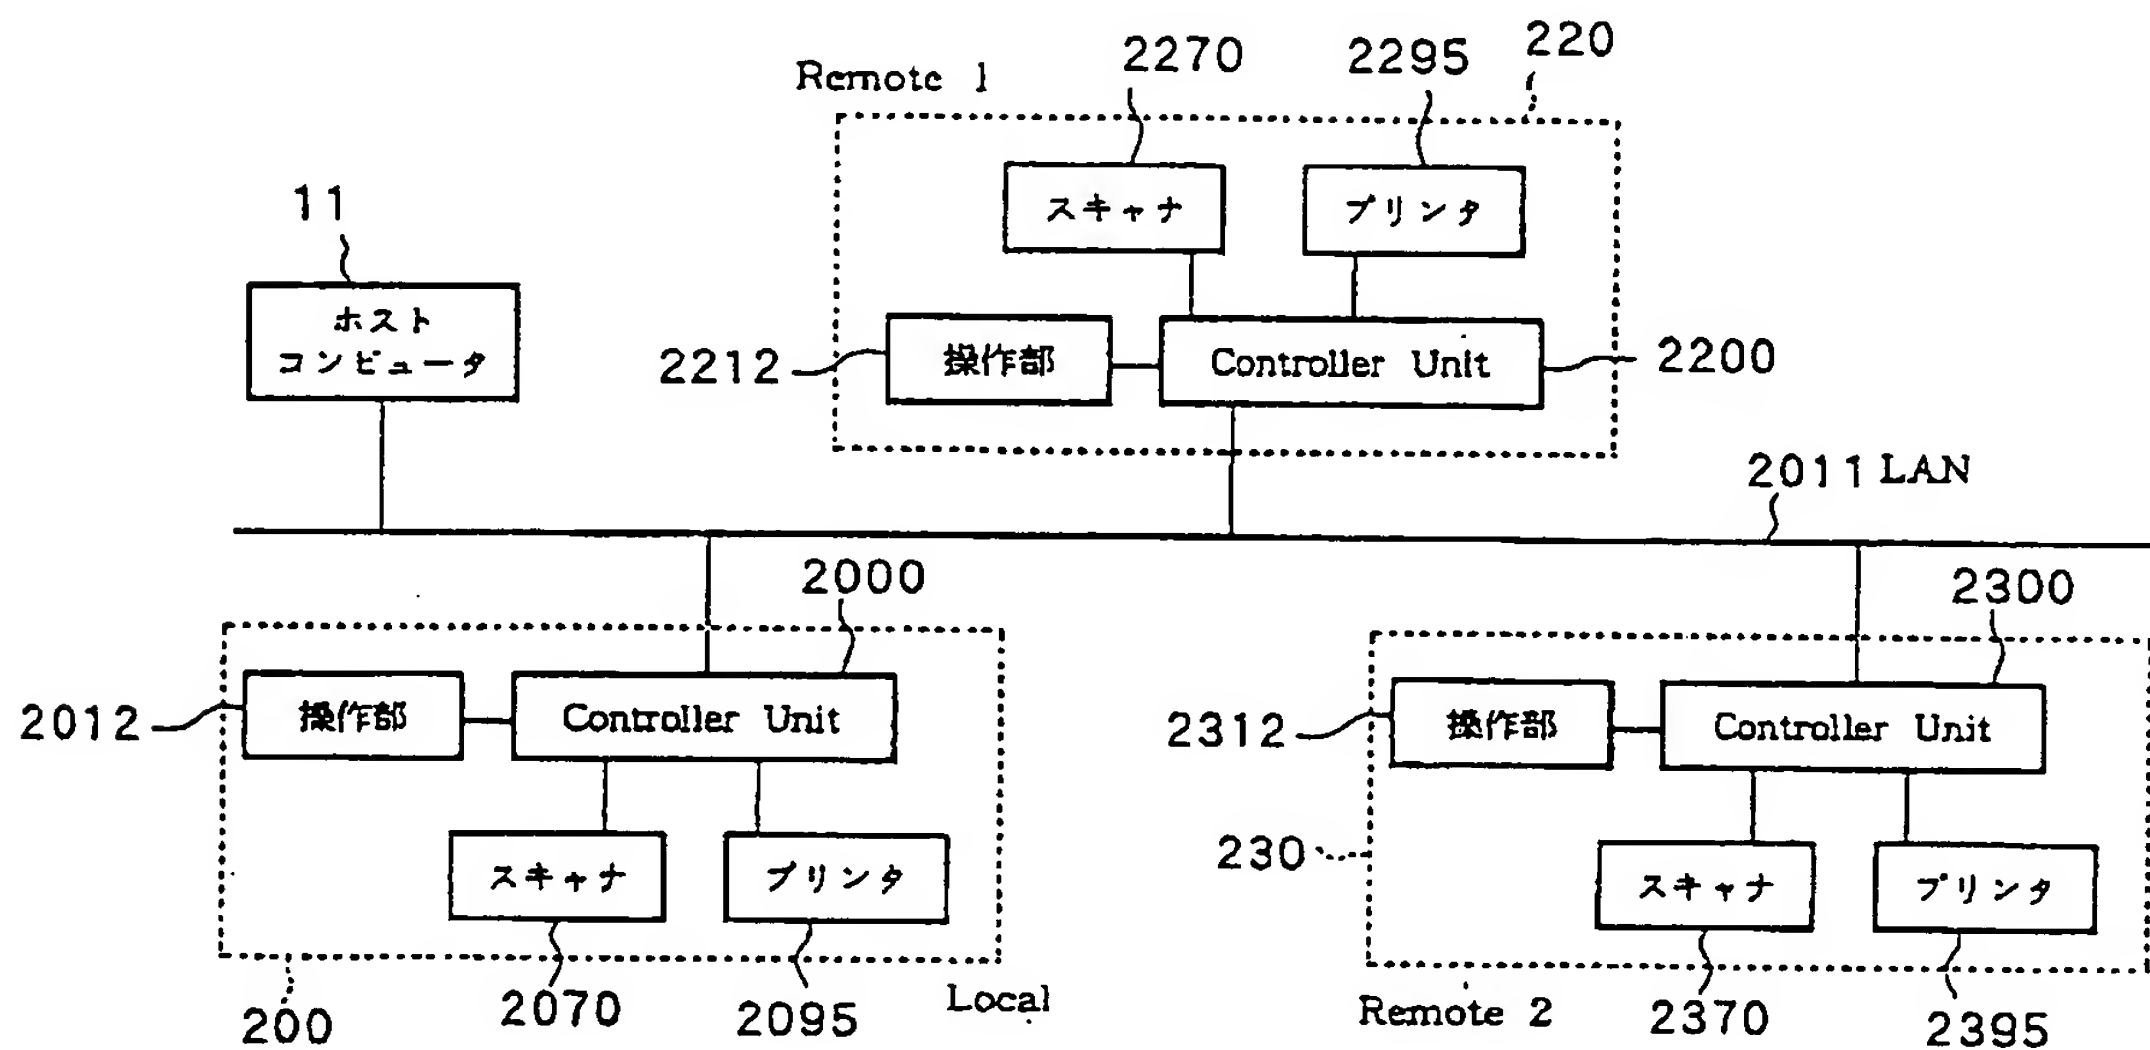 220
2270
2295
Remote 1
スキャナ
プリンタ
11
ホスト
コンピュータ
2212
操作部
Controller Unit
2200
2011 LAN
2000
2300
2012
操作部
Controller Unit
2312
操作部
Controller Unit
230
スキャナ
プリンタ
スキャナ
プリンタ
200
2070
2095
Local
Remote 2
2370
2395